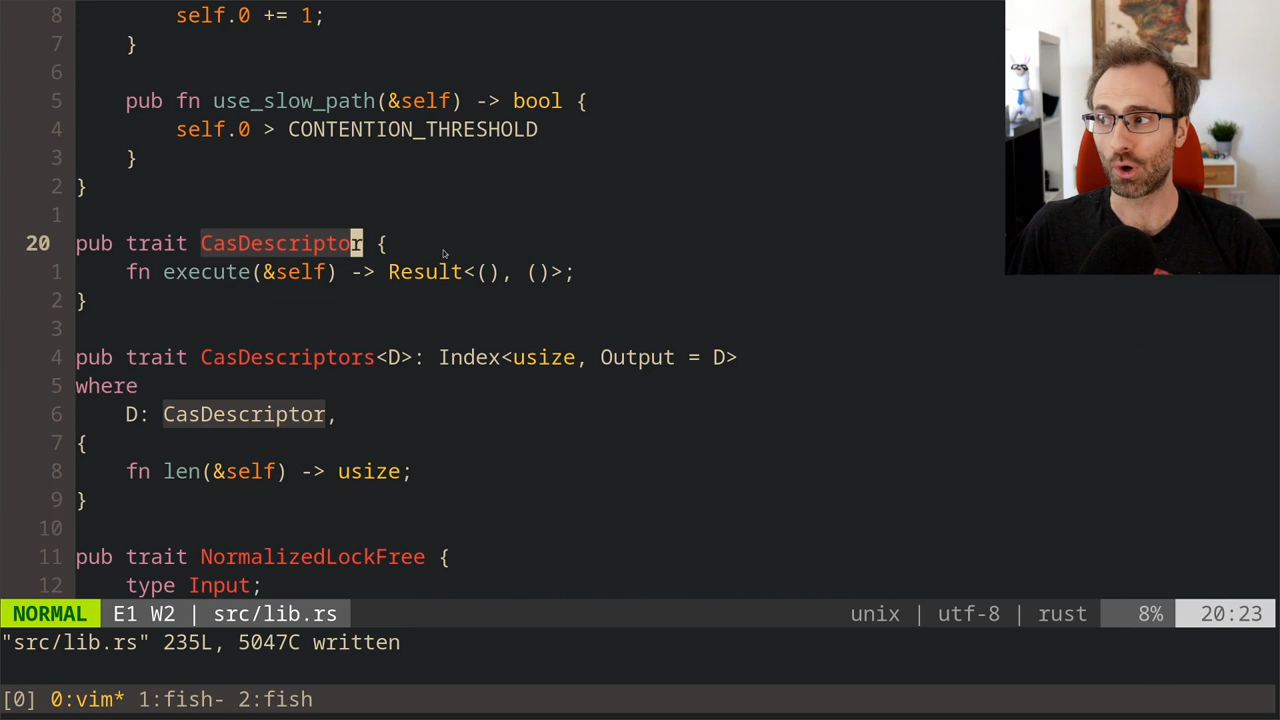 8 self.0 += 1;
7 }
6
5 pub fn use_slow_path(&self) -> bool {
4 self.0 > CONTENTION_THRESHOLD
3 }
2 }
1
20 pub trait CasDescriptor {
1 fn execute(&self) -> Result<(), ()>;
2 }
3
4 pub trait CasDescriptors<D>: Index<usize, Output = D>
5 where
6 D: CasDescriptor,
7 {
8 fn len(&self) -> usize;
9 }
10
11 pub trait NormalizedLockFree {
12 type Input;
NORMAL E1 W2 | src/lib.rs unix | utf-8 | rust 8% 20:23
"src/lib.rs" 235L, 5047C written
[0] 0:vim* 1:fish- 2:fish